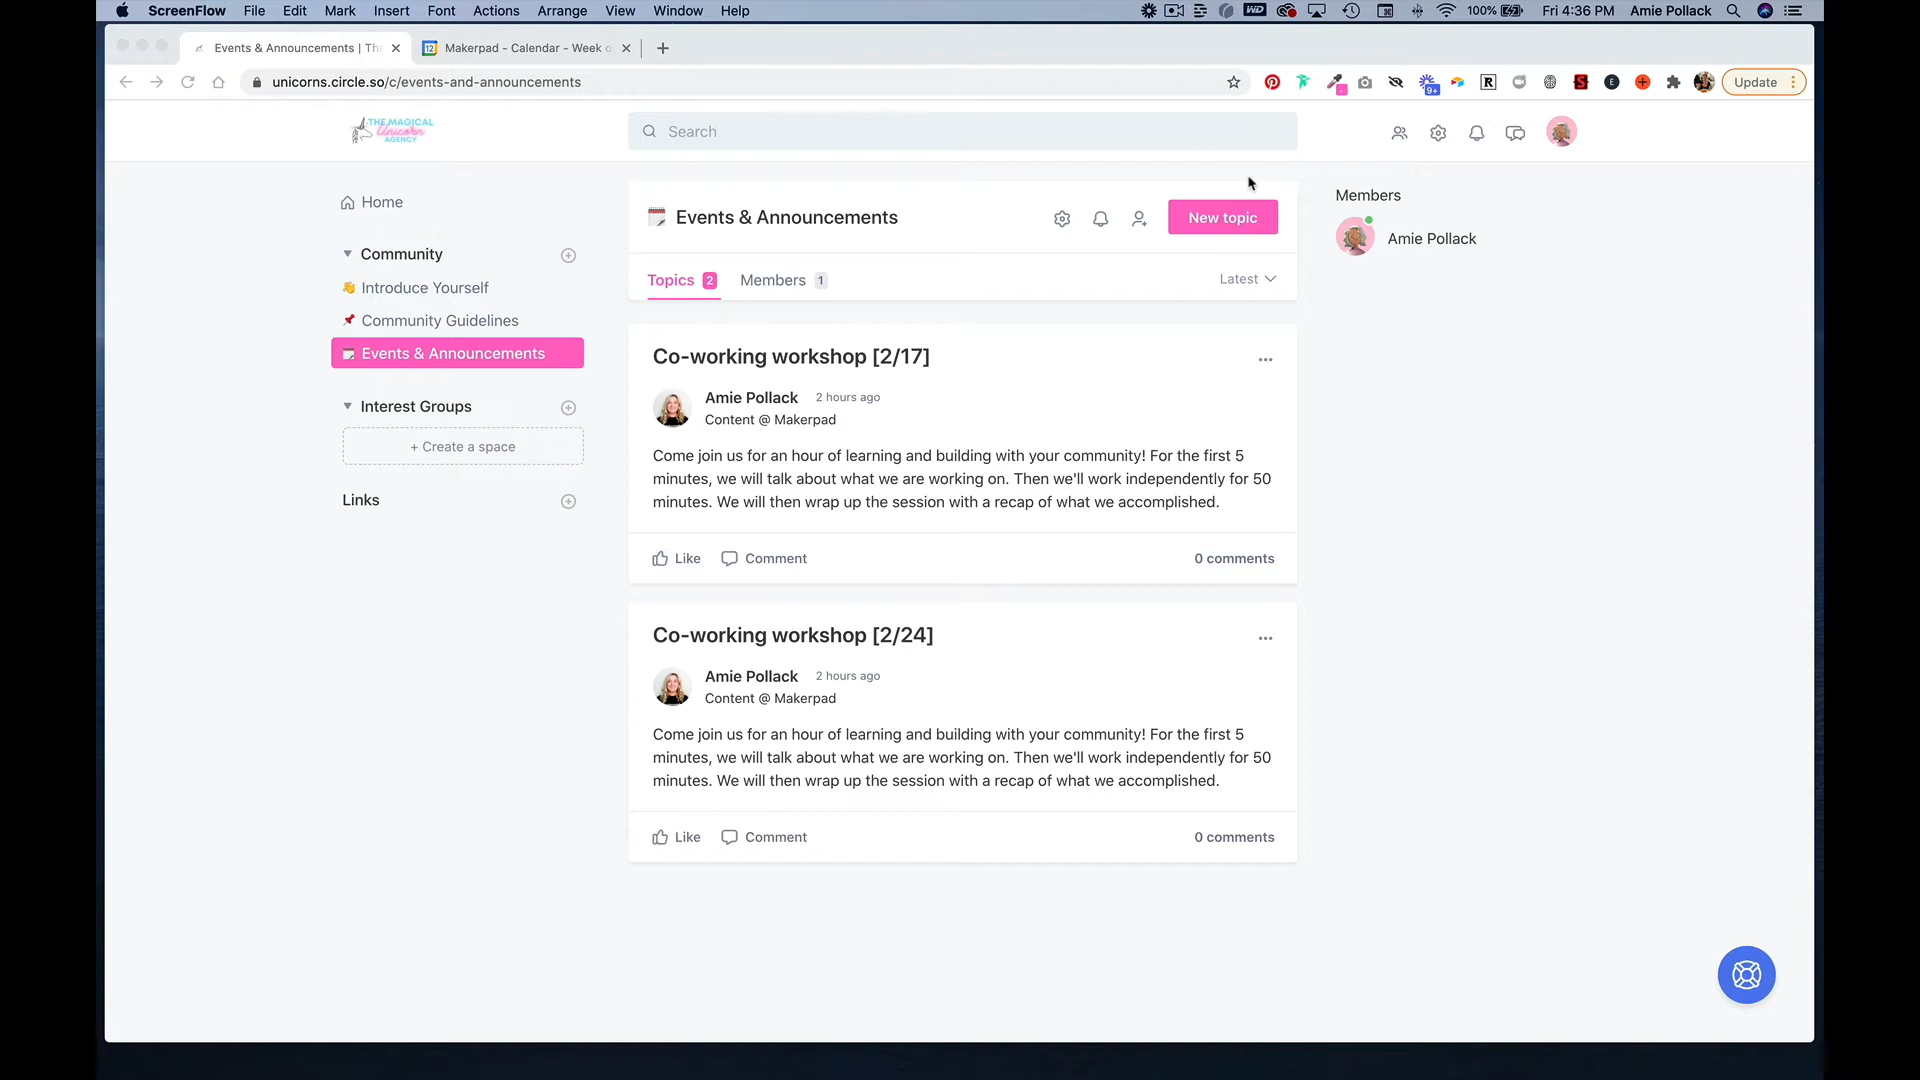 ScreenFlow File Edit Mark Insert Font Actions Arrange View Window Help WD 100% Fri 4:36 PM Amie Pollack
Events & Announcements | Th 12 Makerpad - Calendar - Week o
unicorns.circle.so/c/events-and-announcements 9+ R S E Update
THE MAGICAL
Unicorn
AGENCY
Search
Home
Community
Introduce Yourself
Community Guidelines
Events & Announcements
Interest Groups
+ Create a space
Links
Events & Announcements New topic
Topics 2 Members 1 Latest
Co-working workshop [2/17]
Amie Pollack 2 hours ago
Content @ Makerpad
Come join us for an hour of learning and building with your community! For the first 5
minutes, we will talk about what we are working on. Then we'll work independently for 50
minutes. We will then wrap up the session with a recap of what we accomplished.
Like Comment 0 comments
Co-working workshop [2/24]
Amie Pollack 2 hours ago
Content @ Makerpad
Come join us for an hour of learning and building with your community! For the first 5
minutes, we will talk about what we are working on. Then we'll work independently for 50
minutes. We will then wrap up the session with a recap of what we accomplished.
Like Comment 0 comments
Members
Amie Pollack